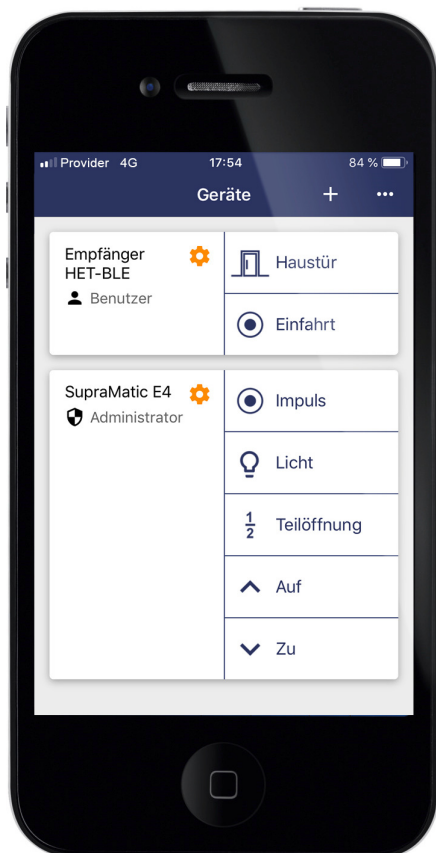 Provider 4G 17:54 84 %
Geräte + •••
Empfänger
HET-BLE
Benutzer
Haustür
Einfahrt
SupraMatic E4
Administrator
Impuls
Licht
1/2 Teilöffnung
Auf
Zu